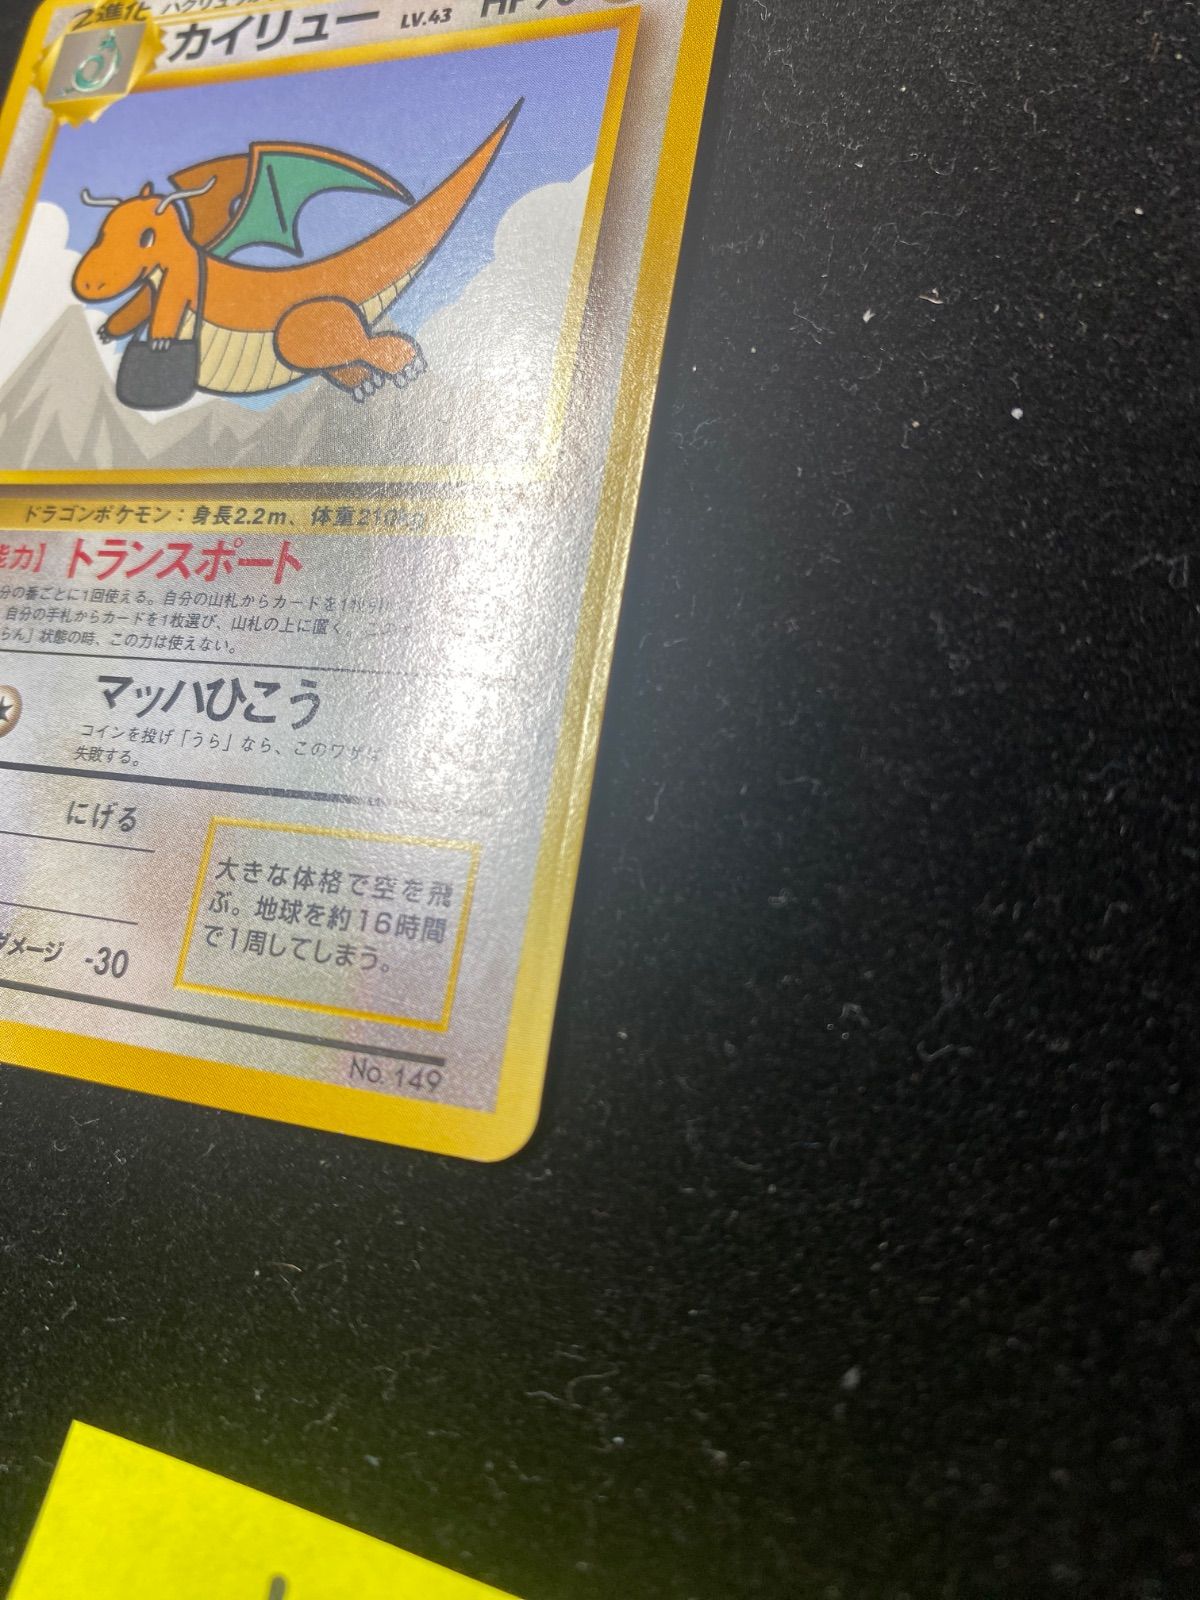 2進化
カイリュー LV.43
ドラゴンポケモン：身長2.2m、体重210kg
能力】トランスポート
分の番ごとに1回使える。自分の山札からカードを1枚
自分の手札からカードを1枚選び、山札の上に置く。
らん」状態の時、この力は使えない。
マッハひこう
コインを投げ「うら」なら、このワザは
失敗する。
にげる
大きな体格で空を飛
ぶ。地球を約16時間
で1周してしまう。
ダメージ -30
No. 149